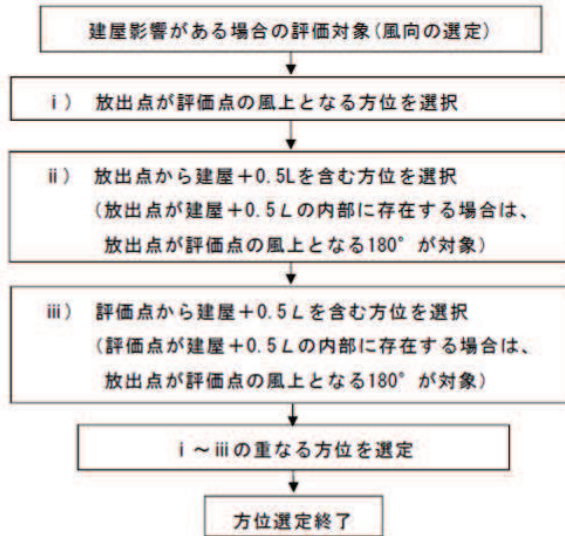 建屋影響がある場合の評価対象(風向の選定)
ⅰ) 放出点が評価点の風上となる方位を選択
ⅱ) 放出点から建屋+0.5Lを含む方位を選択
(放出点が建屋+0.5Lの内部に存在する場合は、
放出点が評価点の風上となる180°が対象)
ⅲ) 評価点から建屋+0.5Lを含む方位を選択
(評価点が建屋+0.5Lの内部に存在する場合は、
放出点が評価点の風上となる180°が対象)
ⅰ~ⅲの重なる方位を選定
方位選定終了